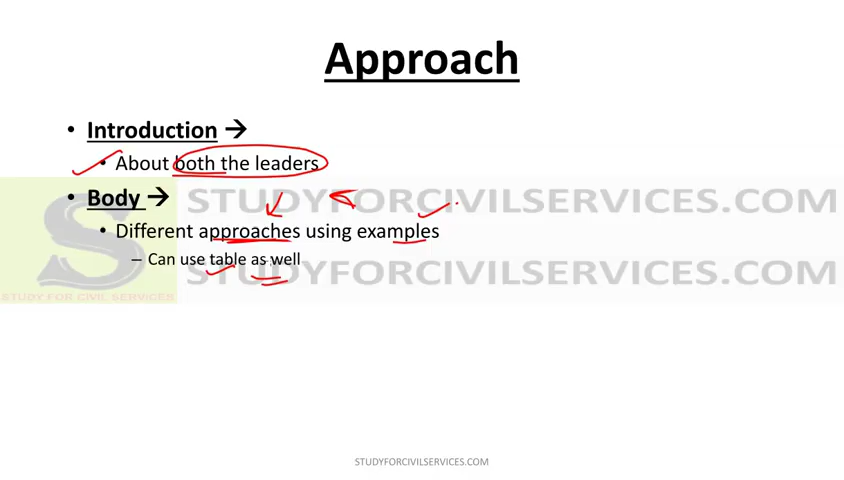 Approach
• Introduction →
• About both the leaders
• Body →
STUDYFORCIVILSERVICES.COM
• Different approaches using examples
– Can use table as well
STUDYFORCIVILSERVICES.COM
S
STUDY FOR CIVIL SERVICES
STUDYFORCIVILSERVICES.COM